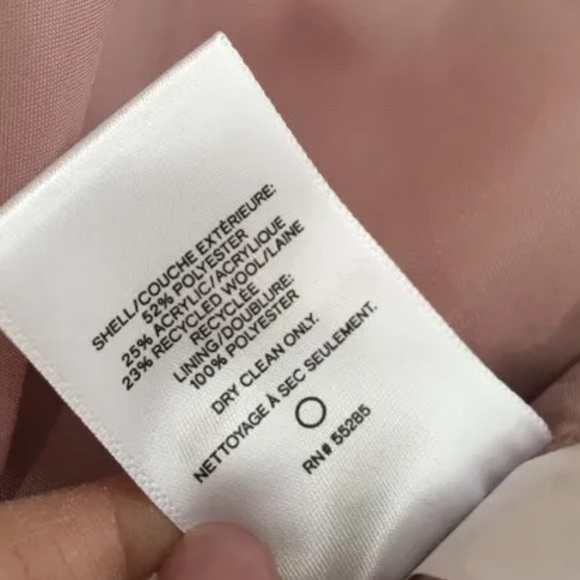 SHELL/COUCHE EXTÉRIEURE:
52% POLYESTER
25% ACRYLIC/ACRYLIQUE
23% RECYCLED WOOL/LAINE
RECYCLÉE
LINING/DOUBLURE:
100% POLYESTER
DRY CLEAN ONLY.
NETTOYAGE À SEC SEULEMENT.
RN# 55285